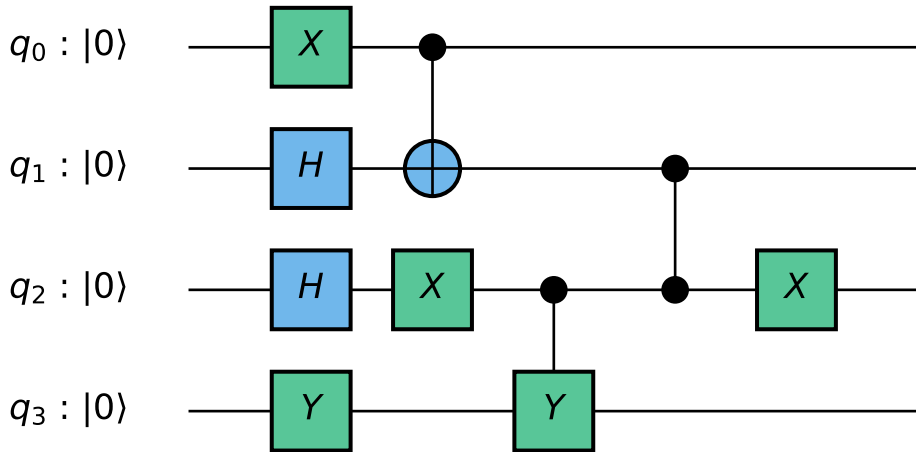 q₀ : |0⟩ X
q₁ : |0⟩ H
q₂ : |0⟩ H X X
q₃ : |0⟩ Y Y